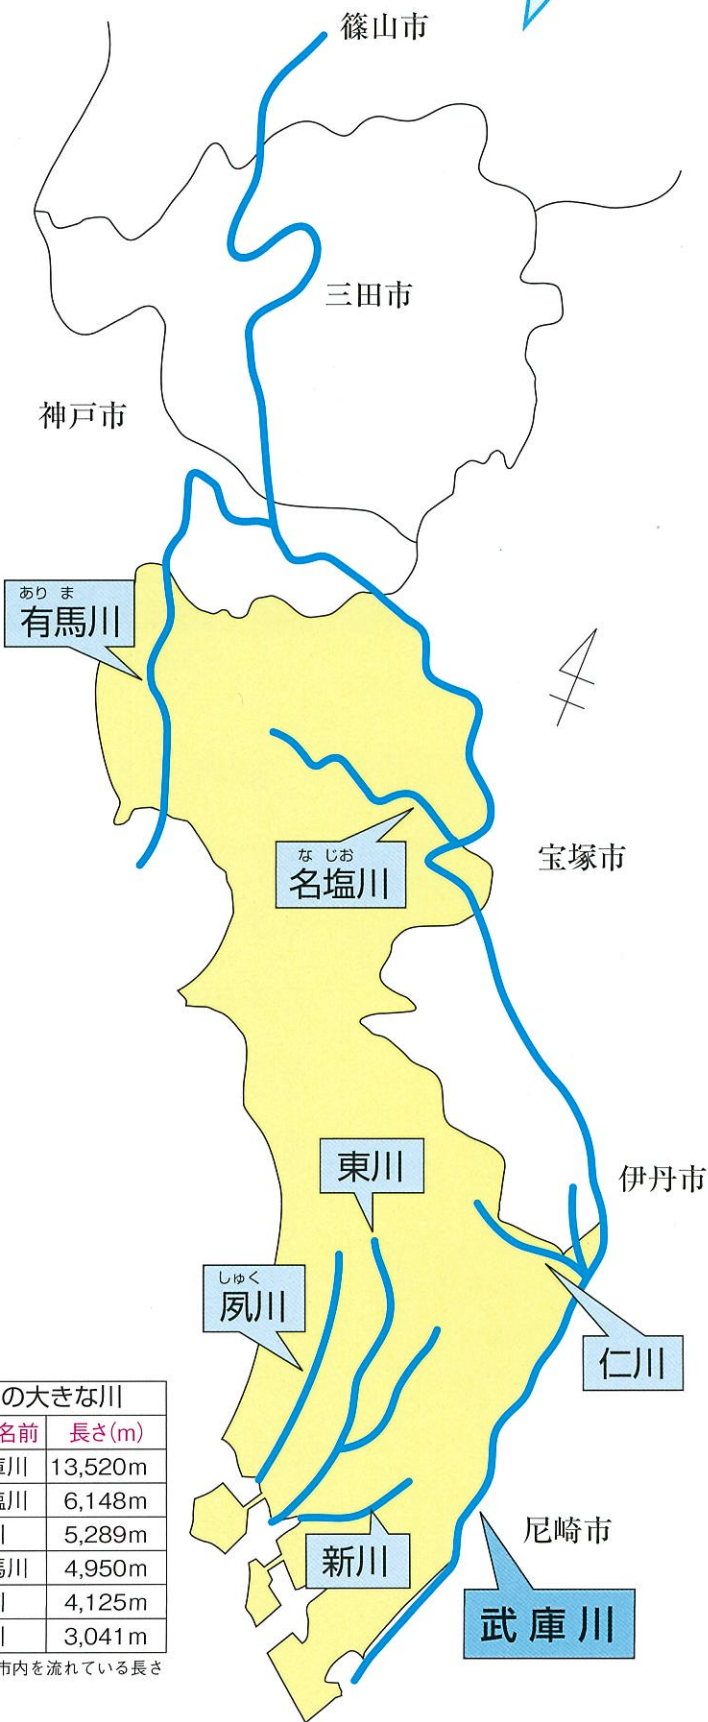 篠山市
三田市
神戸市
あり ま
有馬川
な じお
名塩川
宝塚市
東川
伊丹市
しゅく
夙川
仁川
の大きな川
名前 長さ(m)
庫川 13,520m
塩川 6,148m
川 5,289m
馬川 4,950m
川 4,125m
川 3,041m
市内を流れている長さ
新川
尼崎市
武庫川